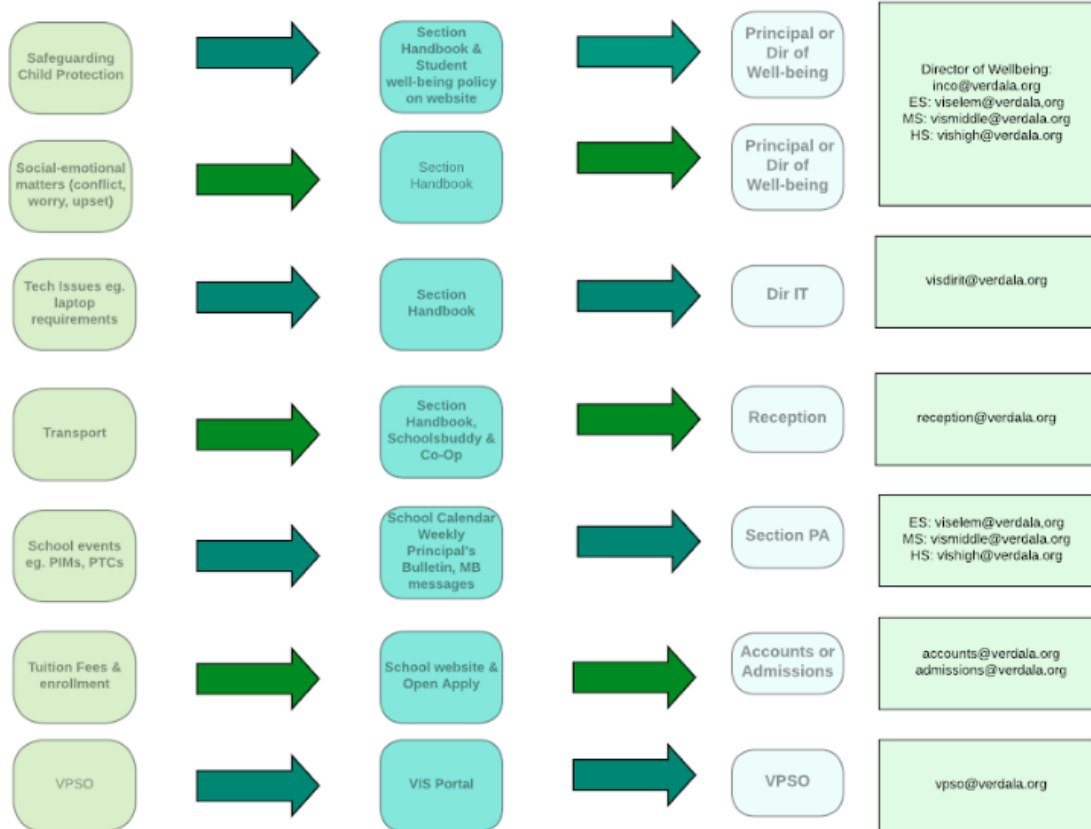 Safeguarding
Child Protection
Section
Handbook &
Student
well-being policy
on website
Principal or
Dir of
Well-being
Director of Wellbeing:
inco@verdala.org
ES: viselem@verdala,org
MS: vismiddle@verdala.org
HS: vishigh@verdala.org
Social-emotional
matters (conflict,
worry, upset)
Section
Handbook
Principal or
Dir of
Well-being
Tech Issues eg.
laptop
requirements
Section
Handbook
Dir IT
visdirit@verdala.org
Transport
Section
Handbook,
Schoolsbuddy &
Co-Op
Reception
reception@verdala.org
School events
eg. PIMs, PTCs
School Calendar
Weekly
Principal's
Bulletin, MB
messages
Section PA
ES: viselem@verdala,org
MS: vismiddle@verdala.org
HS: vishigh@verdala.org
Tuition Fees &
enrollment
School website &
Open Apply
Accounts or
Admissions
accounts@verdala.org
admissions@verdala.org
VPSO
VIS Portal
VPSO
vpso@verdala.org